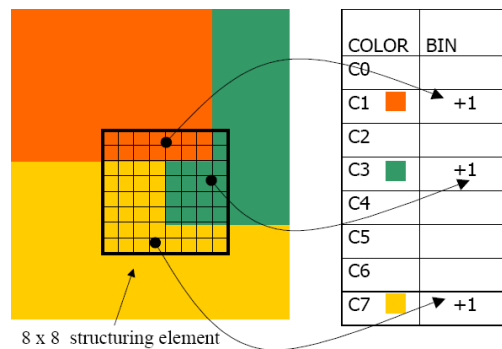 COLOR BIN
C0
C1 +1
C2
C3 +1
C4
C5
C6
C7 +1
8 x 8 structuring element